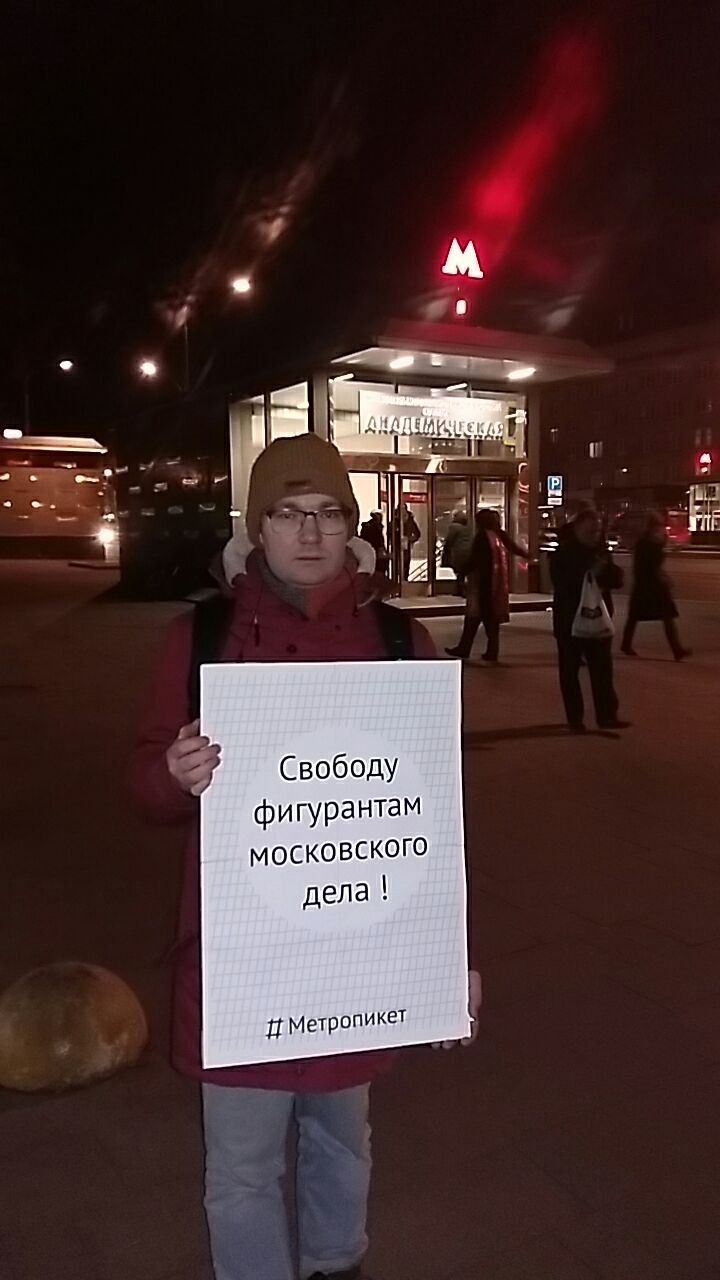 М
АКАДЕМИЧЕСКАЯ
P
Свободу
фигурантам
московского
дела !
# Метропикет